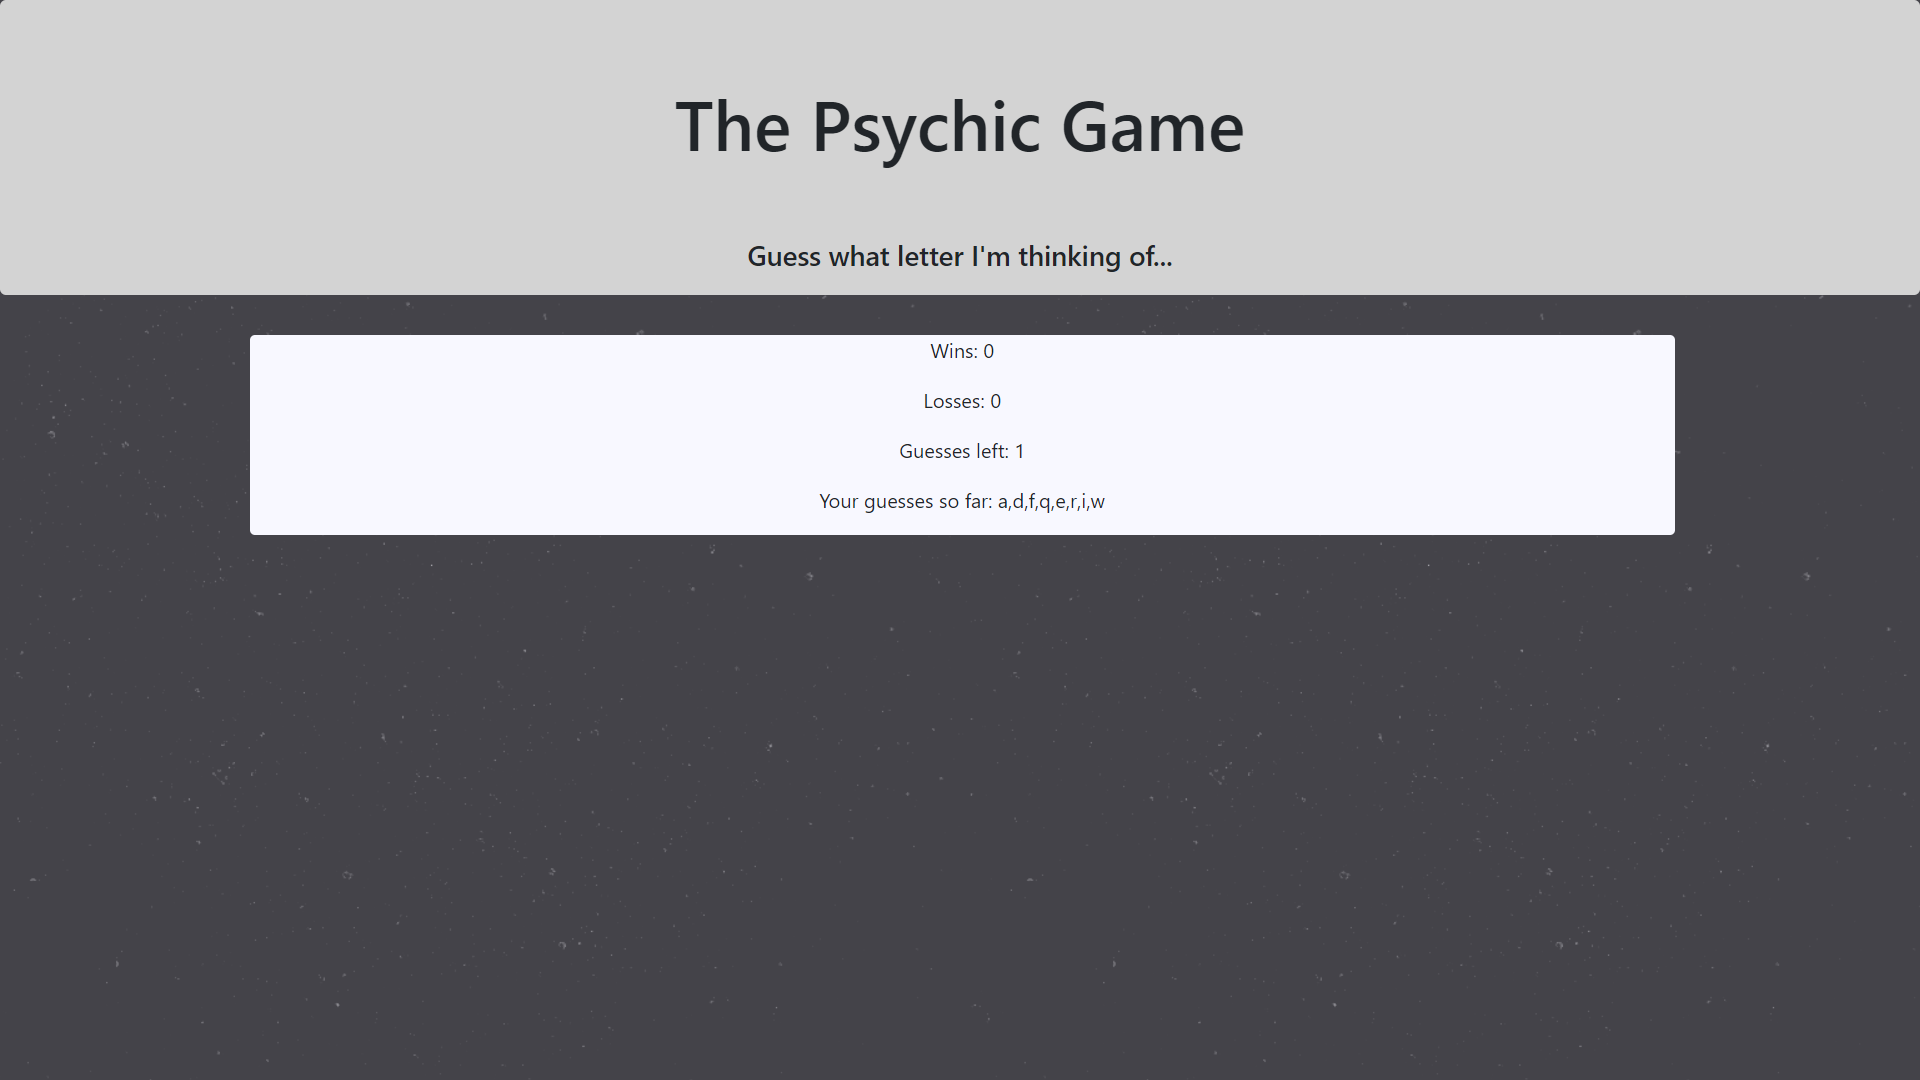 The Psychic Game
Guess what letter I'm thinking of...
Wins: 0
Losses: 0
Guesses left: 1
Your guesses so far: a,d,f,q,e,r,i,w